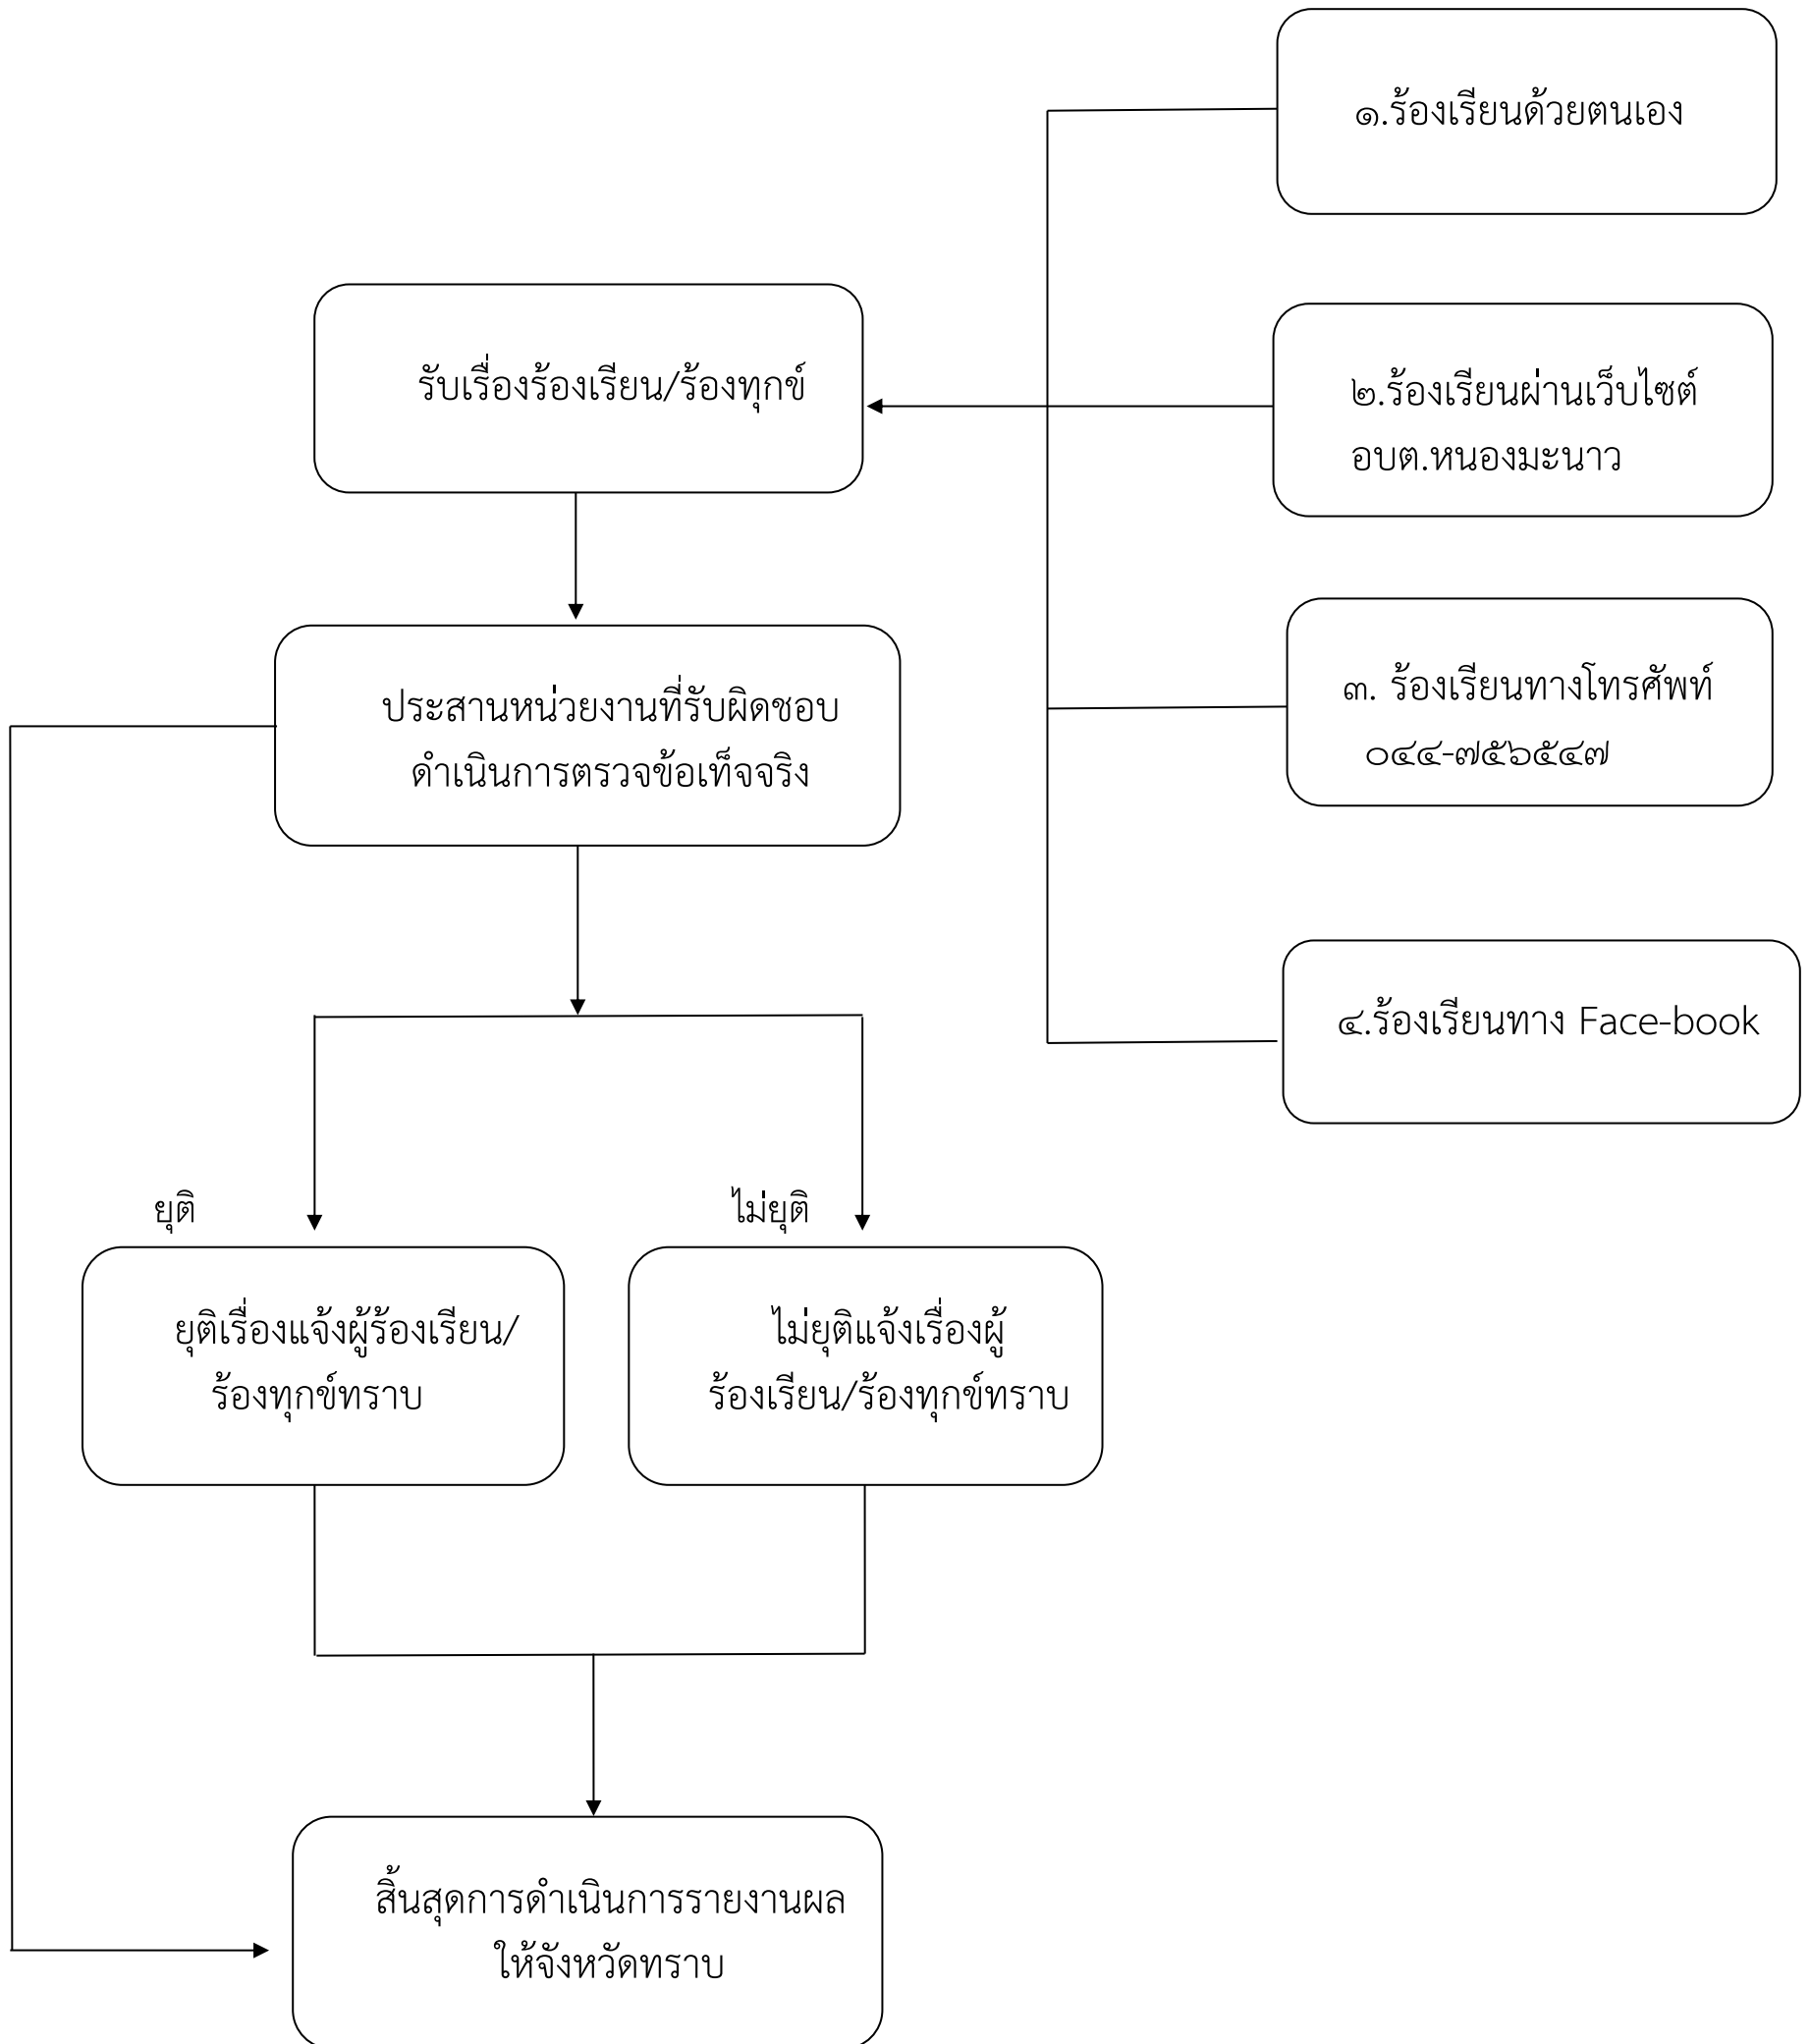 ๑.ร้องเรียนด้วยตนเอง
รับเรื่องร้องเรียน/ร้องทุกข์
๒.ร้องเรียนผ่านเว็บไซต์
อบต.หนองมะนาว
๓. ร้องเรียนทางโทรศัพท์
๐๔๔-๗๕๖๕๔๗
ประสานหน่วยงานที่รับผิดชอบ
ดำเนินการตรวจข้อเท็จจริง
๔.ร้องเรียนทาง Face-book
ยุติ
ไม่ยุติ
ยุติเรื่องแจ้งผู้ร้องเรียน/
ร้องทุกข์ทราบ
ไม่ยุติแจ้งเรื่องผู้
ร้องเรียน/ร้องทุกข์ทราบ
สิ้นสุดการดำเนินการรายงานผล
ให้จังหวัดทราบ